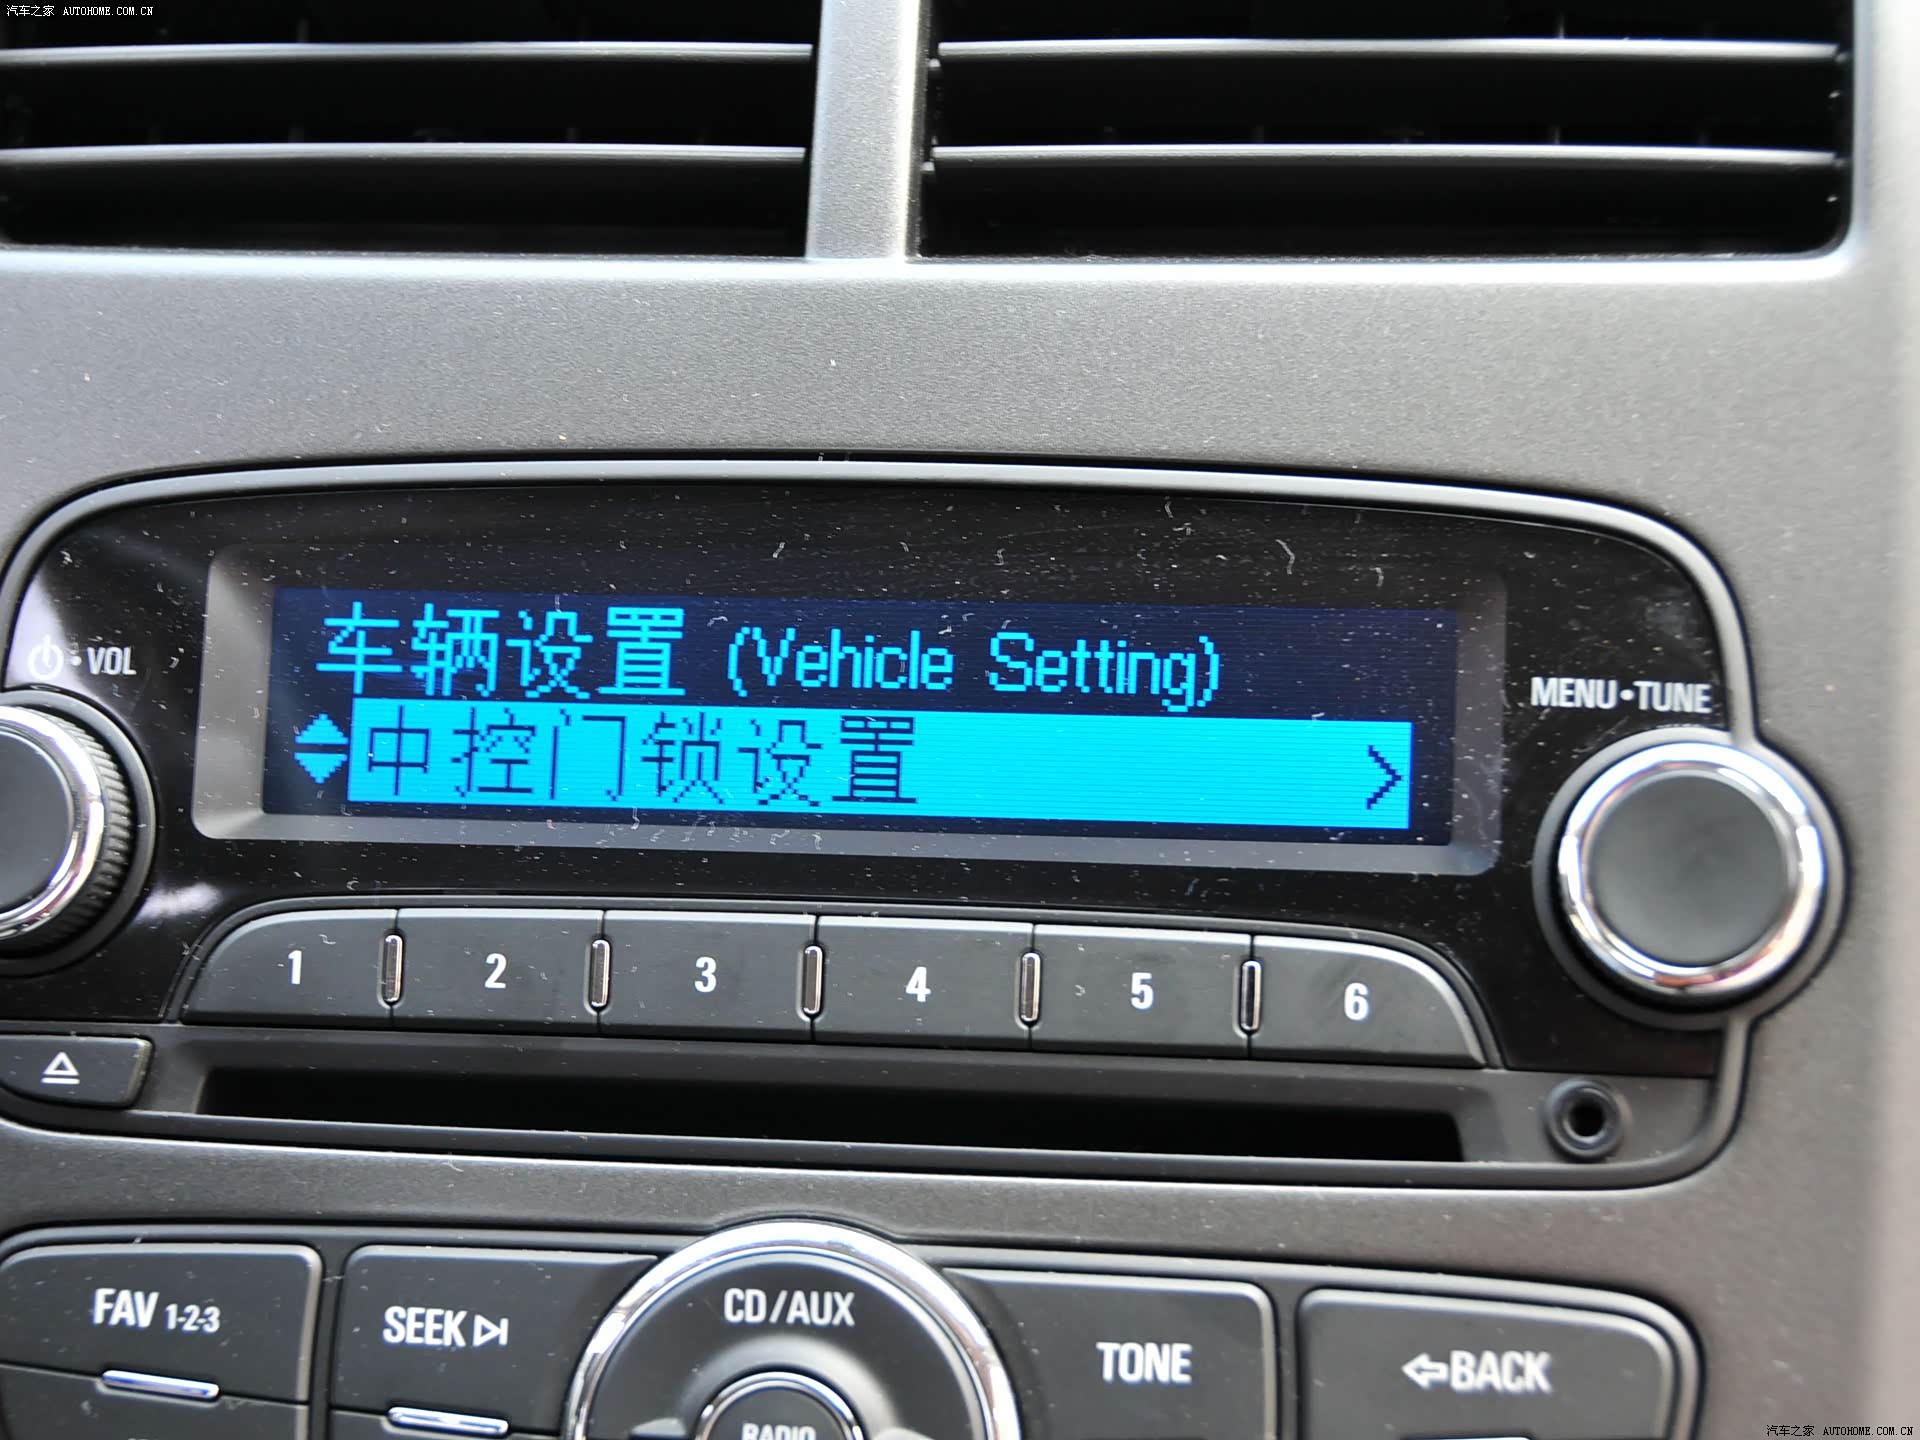 汽车之家 AUTOHOME.COM.CN
车辆设置 (Vehicle Setting)
中控门锁设置 >
VOL
MENU•TUNE
1 2 3 4 5 6
FAV 1-2-3
SEEK
CD/AUX
TONE
BACK
RADIO
汽车之家 AUTOHOME.COM.CN